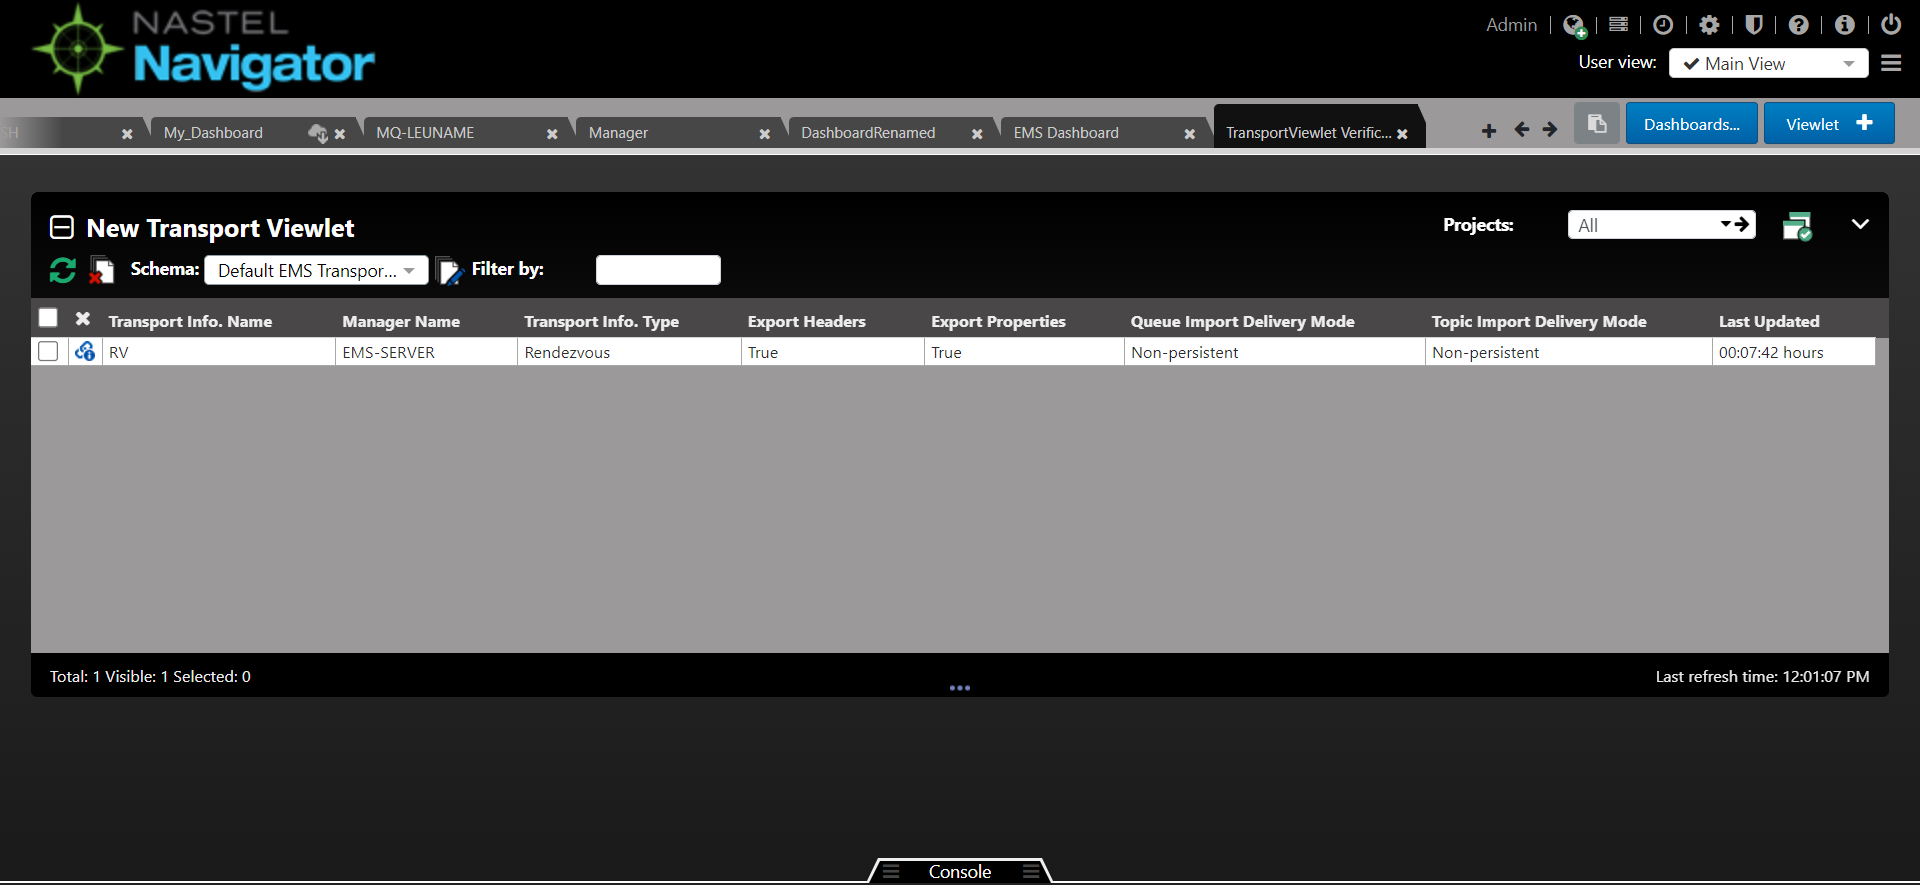 NASTEL
Navigator
Admin
User view: Main View
SH
My_Dashboard
MQ-LEUNAME
Manager
DashboardRenamed
EMS Dashboard
TransportViewlet Verific...
Dashboards...
Viewlet
New Transport Viewlet
Projects: All
Schema: Default EMS Transpor... Filter by:
Transport Info. Name Manager Name Transport Info. Type Export Headers Export Properties Queue Import Delivery Mode Topic Import Delivery Mode Last Updated
RV EMS-SERVER Rendezvous True True Non-persistent Non-persistent 00:07:42 hours
Total: 1 Visible: 1 Selected: 0
Last refresh time: 12:01:07 PM
Console